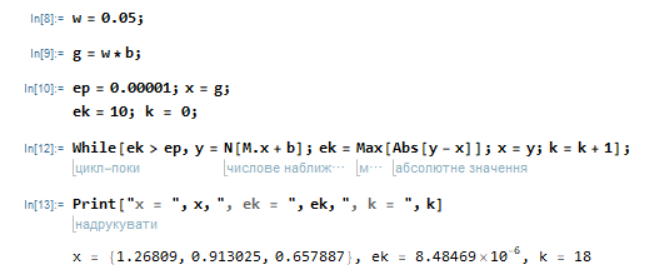 In[8]:= w = 0.05;
In[9]:= g = w * b;
In[10]:= ep = 0.00001; x = g;
ek = 10; k = 0;
In[12]:= While[ek > ep, y = N[M.x + b]; ek = Max[Abs[y - x]]; x = y; k = k + 1];
цикл-поки числове наближ··· м··· абсолютне значення
In[13]:= Print["x = ", x, ", ek = ", ek, ", k = ", k]
надрукувати
x = {1.26809, 0.913025, 0.657887}, ek = 8.48469×10⁻⁶, k = 18